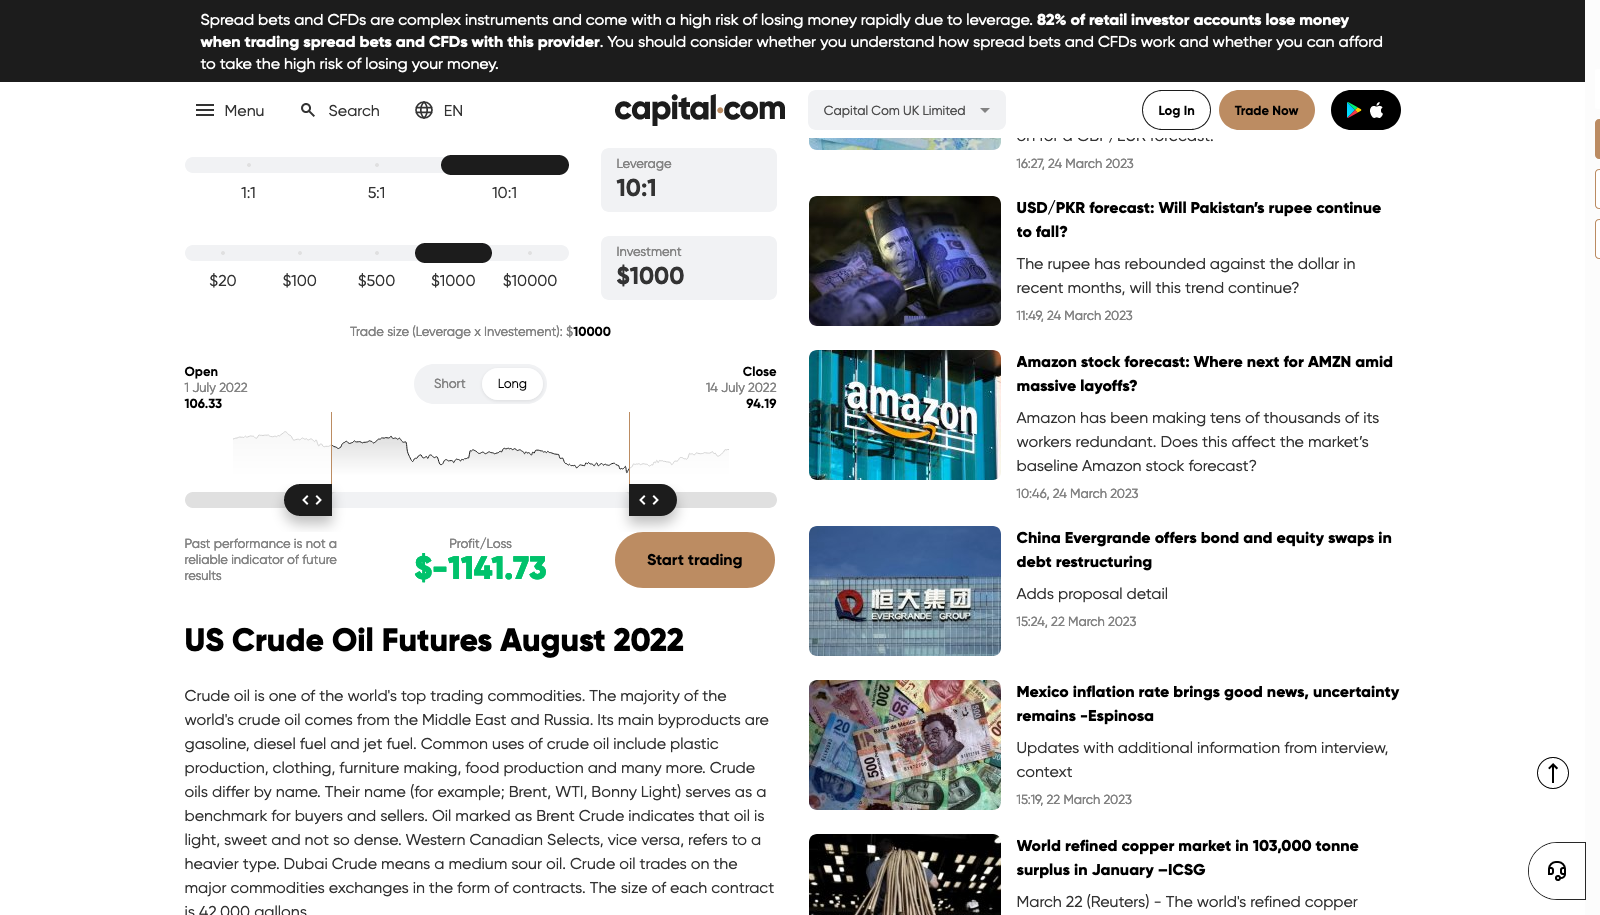 Spread bets and CFDs are complex instruments and come with a high risk of losing money rapidly due to leverage. 82% of retail investor accounts lose money
when trading spread bets and CFDs with this provider. You should consider whether you understand how spread bets and CFDs work and whether you can afford
to take the high risk of losing your money.
Menu
Search
EN
capital.com
Capital Com UK Limited
Log In
Trade Now
1:1
5:1
10:1
Leverage
10:1
$20
$100
$500
$1000
$10000
Investment
$1000
Trade size (Leverage x Investement): $10000
Open
1 July 2022
106.33
Short
Long
Close
14 July 2022
94.19
Past performance is not a
reliable indicator of future
results
Profit/Loss
$-1141.73
Start trading
US Crude Oil Futures August 2022
Crude oil is one of the world's top trading commodities. The majority of the
world's crude oil comes from the Middle East and Russia. Its main byproducts are
gasoline, diesel fuel and jet fuel. Common uses of crude oil include plastic
production, clothing, furniture making, food production and many more. Crude
oils differ by name. Their name (for example; Brent, WTI, Bonny Light) serves as a
benchmark for buyers and sellers. Oil marked as Brent Crude indicates that oil is
light, sweet and not so dense. Western Canadian Selects, vice versa, refers to a
heavier type. Dubai Crude means a medium sour oil. Crude oil trades on the
major commodities exchanges in the form of contracts. The size of each contract
is 42,000 gallons.
on for a GBP/EUR forecast.
16:27, 24 March 2023
USD/PKR forecast: Will Pakistan's rupee continue
to fall?
The rupee has rebounded against the dollar in
recent months, will this trend continue?
11:49, 24 March 2023
amazon
Amazon stock forecast: Where next for AMZN amid
massive layoffs?
Amazon has been making tens of thousands of its
workers redundant. Does this affect the market's
baseline Amazon stock forecast?
10:46, 24 March 2023
恒大集团
EVERGRANDE GROUP
China Evergrande offers bond and equity swaps in
debt restructuring
Adds proposal detail
15:24, 22 March 2023
200
50
20
500
Banco de México
Mexico inflation rate brings good news, uncertainty
remains -Espinosa
Updates with additional information from interview,
context
15:19, 22 March 2023
World refined copper market in 103,000 tonne
surplus in January –ICSG
March 22 (Reuters) - The world's refined copper